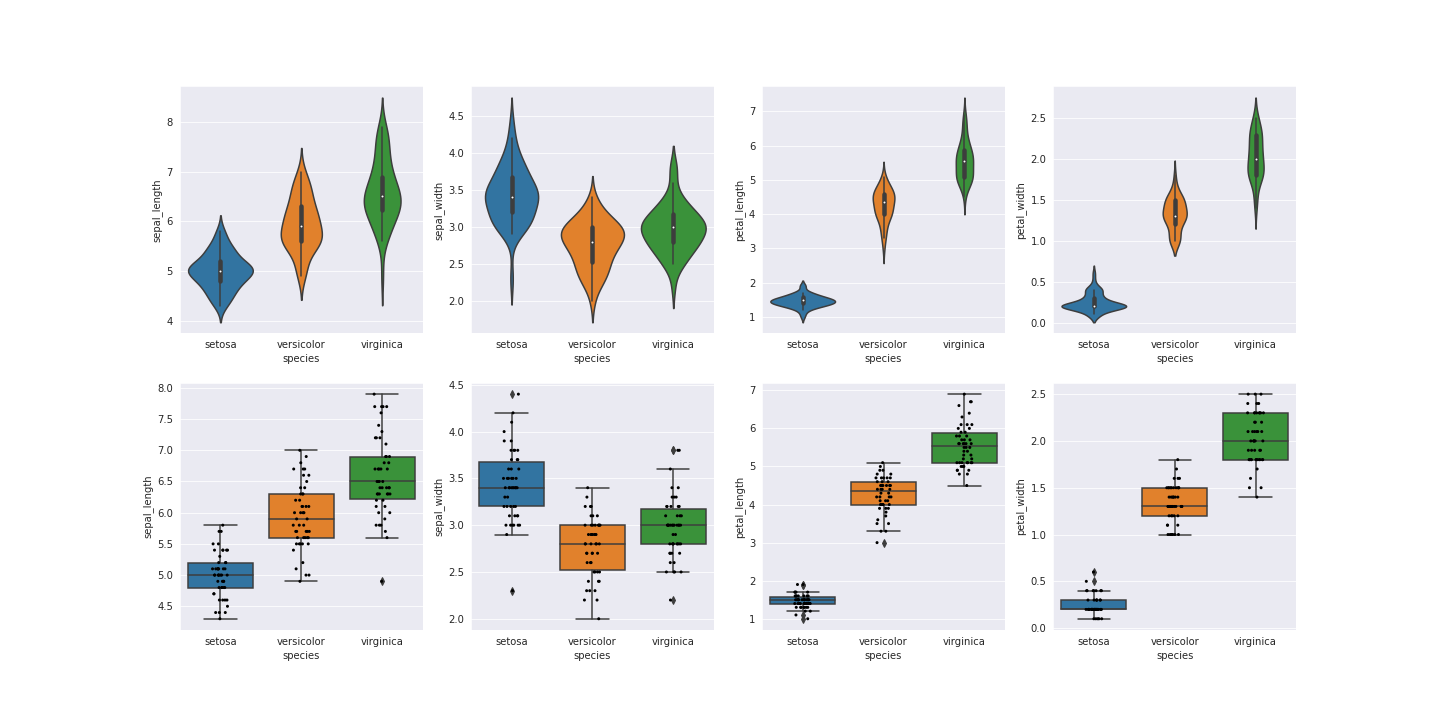 sepal_length
8
7
6
5
4
setosa versicolor virginica
species
sepal_width
4.5
4.0
3.5
3.0
2.5
2.0
setosa versicolor virginica
species
petal_length
7
6
5
4
3
2
1
setosa versicolor virginica
species
petal_width
2.5
2.0
1.5
1.0
0.5
0.0
setosa versicolor virginica
species
sepal_length
8.0
7.5
7.0
6.5
6.0
5.5
5.0
4.5
setosa versicolor virginica
species
sepal_width
4.5
4.0
3.5
3.0
2.5
2.0
setosa versicolor virginica
species
petal_length
7
6
5
4
3
2
1
setosa versicolor virginica
species
petal_width
2.5
2.0
1.5
1.0
0.5
0.0
setosa versicolor virginica
species